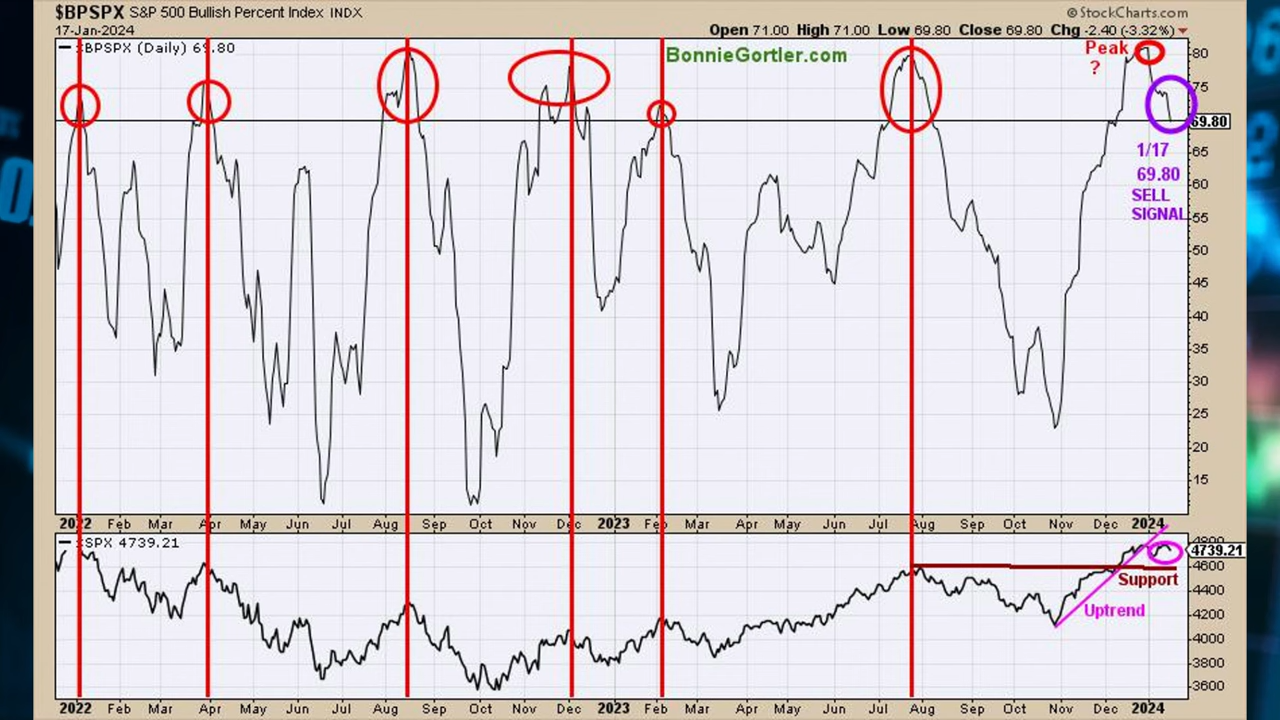 $BPSPX S&P 500 Bullish Percent Index INDX
© StockCharts.com
17-Jan-2024
Open 71.00 High 71.00 Low 69.80 Close 69.80 Chg -2.40 (-3.32%)
$BPSPX (Daily) 69.80
BonnieGortler.com
Peak
?
80
75
69.80
65
60
55
50
45
40
35
30
25
20
15
1/17
69.80
SELL
SIGNAL
2022 Feb Mar Apr May Jun Jul Aug Sep Oct Nov Dec 2023 Feb Mar Apr May Jun Jul Aug Sep Oct Nov Dec 2024
$SPX 4739.21
4800
4739.21
4600
4400
4200
4000
3800
3600
Support
Uptrend
2022 Feb Mar Apr May Jun Jul Aug Sep Oct Nov Dec 2023 Feb Mar Apr May Jun Jul Aug Sep Oct Nov Dec 2024